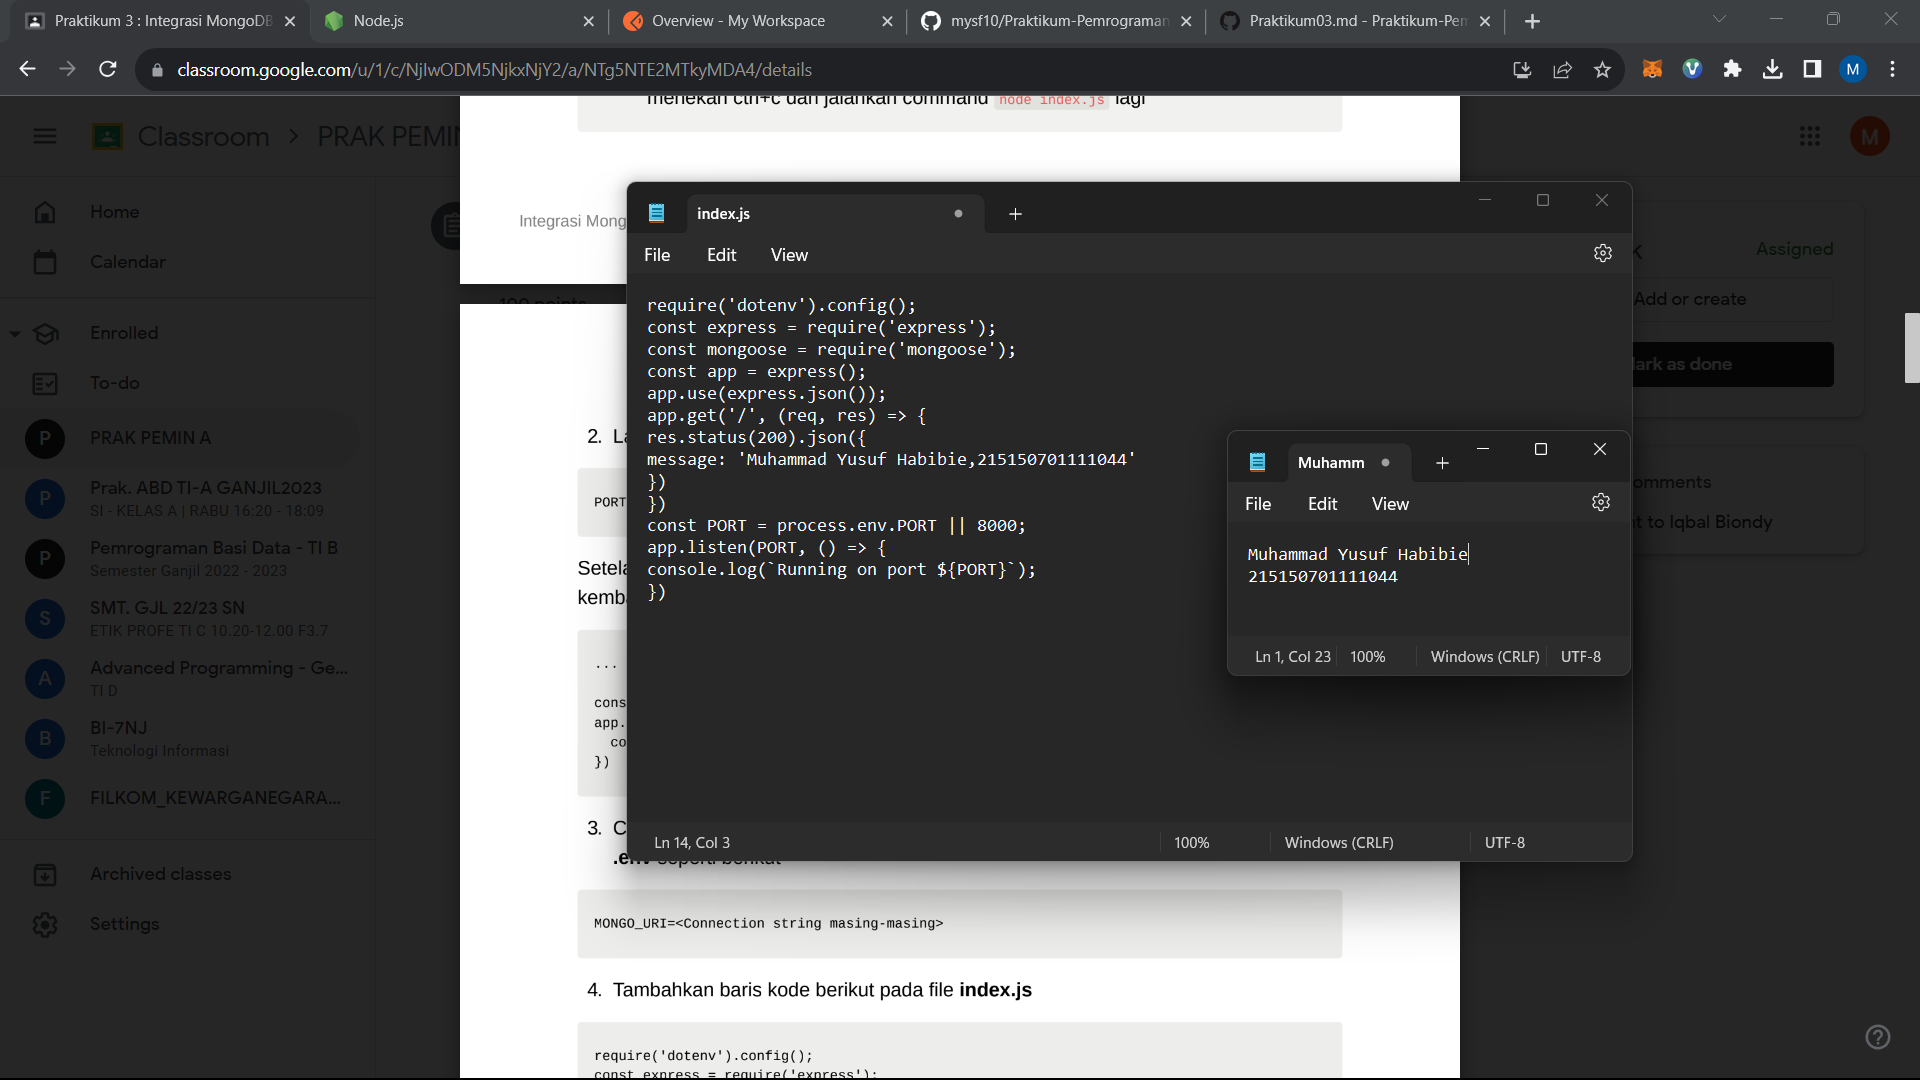 Praktikum 3 : Integrasi MongoDB
Node.js
Overview - My Workspace
mysf10/Praktikum-Pemrograman
Praktikum03.md - Praktikum-Pem
classroom.google.com/u/1/c/NjIwODM5NjkxNjY2/a/NTg5NTE2MTkyMDA4/details
M
menekan ctrl+c dan jalankan command node index.js lagi
Classroom > PRAK PEMIN
M
Home
Calendar
Enrolled
To-do
P
PRAK PEMIN A
P
Prak. ABD TI-A GANJIL2023
SI - KELAS A | RABU 16:20 - 18:09
P
Pemrograman Basi Data - TI B
Semester Ganjil 2022 - 2023
S
SMT. GJL 22/23 SN
ETIK PROFE TI C 10.20-12.00 F3.7
A
Advanced Programming - Ge...
TI D
B
BI-7NJ
Teknologi Informasi
F
FILKOM_KEWARGANEGARA...
Archived classes
Settings
Integrasi Mong
100 points
Assigned
Add or create
ark as done
omments
t to Iqbal Biondy
index.js
File Edit View
require('dotenv').config();
const express = require('express');
const mongoose = require('mongoose');
const app = express();
app.use(express.json());
app.get('/', (req, res) => {
res.status(200).json({
message: 'Muhammad Yusuf Habibie,215150701111044'
})
})
const PORT = process.env.PORT || 8000;
app.listen(PORT, () => {
console.log(`Running on port ${PORT}`);
})
Ln 14, Col 3
100%
Windows (CRLF)
UTF-8
Muhamm
File Edit View
Muhammad Yusuf Habibie
215150701111044
Ln 1, Col 23
100%
Windows (CRLF)
UTF-8
2. La
PORT
Setela
kemba
...
cons
app.
co
})
3. C
.env seperti berikut
MONGO_URI=<Connection string masing-masing>
4. Tambahkan baris kode berikut pada file index.js
require('dotenv').config();
const express = require('express');